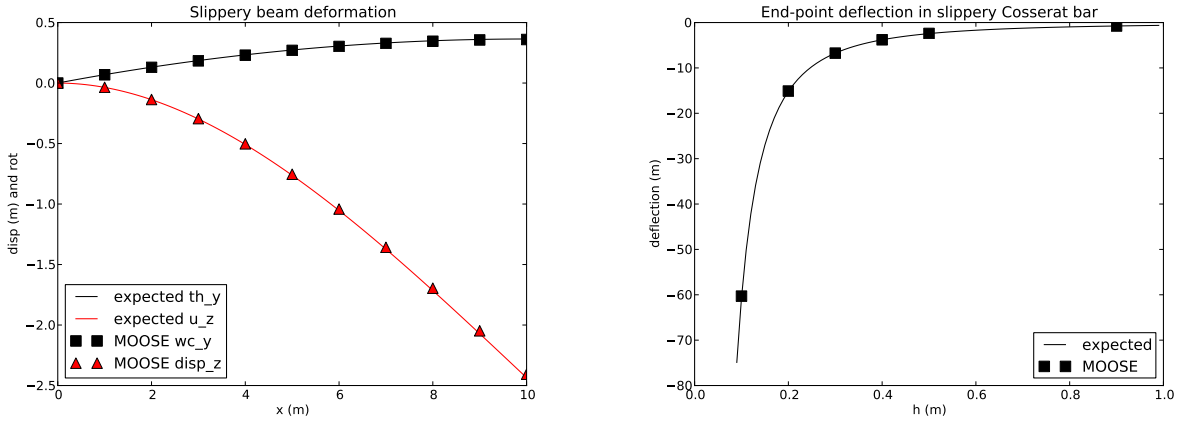 Slippery beam deformation
0.5
0.0
−0.5
−1.0
−1.5
−2.0
−2.5
disp (m) and rot
expected th_y
expected u_z
MOOSE wc_y
MOOSE disp_z
0 2 4 6 8 10
x (m)
End-point deflection in slippery Cosserat bar
0
−10
−20
−30
−40
−50
−60
−70
−80
deflection (m)
expected
MOOSE
0.0 0.2 0.4 0.6 0.8 1.0
h (m)